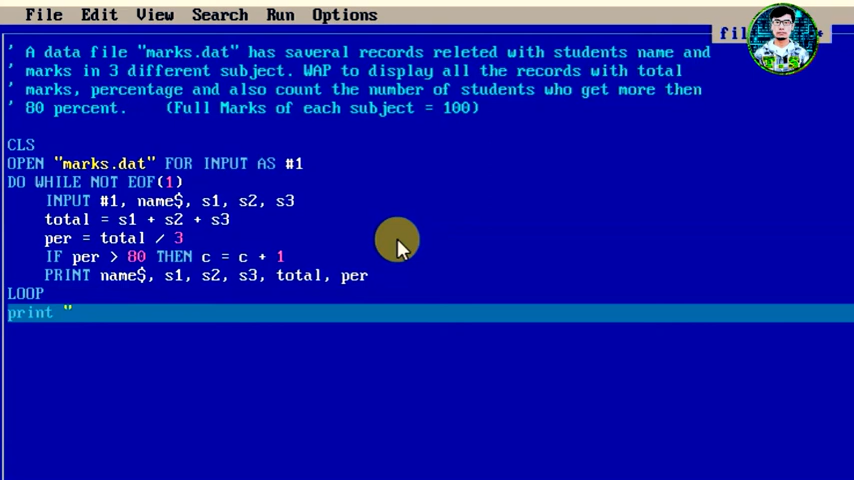 File Edit View Search Run Options
fil
' A data file "marks.dat" has saveral records releted with students name and
' marks in 3 different subject. WAP to display all the records with total
' marks, percentage and also count the number of students who get more then
' 80 percent. (Full Marks of each subject = 100)
CLS
OPEN "marks.dat" FOR INPUT AS #1
DO WHILE NOT EOF(1)
INPUT #1, name$, s1, s2, s3
total = s1 + s2 + s3
per = total / 3
IF per > 80 THEN c = c + 1
PRINT name$, s1, s2, s3, total, per
LOOP
print "